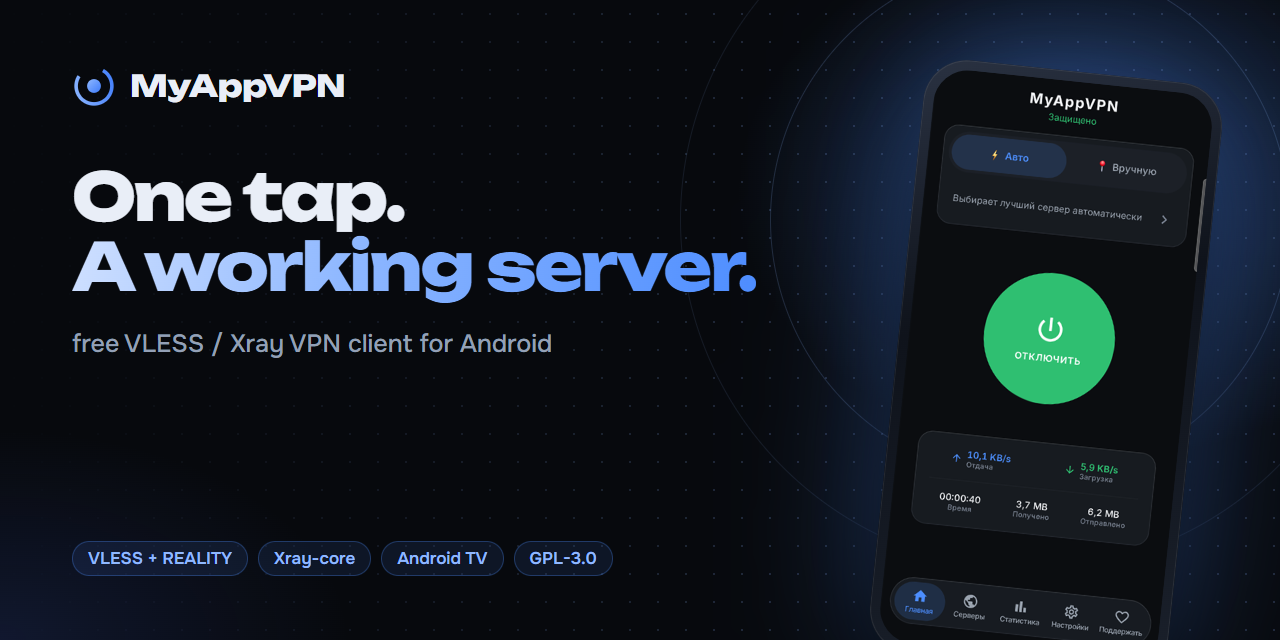 MyAppVPN
One tap.
A working server.
free VLESS / Xray VPN client for Android
VLESS + REALITY
Xray-core
Android TV
GPL-3.0
MyAppVPN
Защищено
Авто
Вручную
Выбирает лучший сервер автоматически
ОТКЛЮЧИТЬ
10,1 KB/s
Отдача
5,9 KB/s
Загрузка
00:00:40
Время
3,7 MB
Получено
6,2 MB
Отправлено
Главная
Серверы
Статистика
Настройки
Поддержать